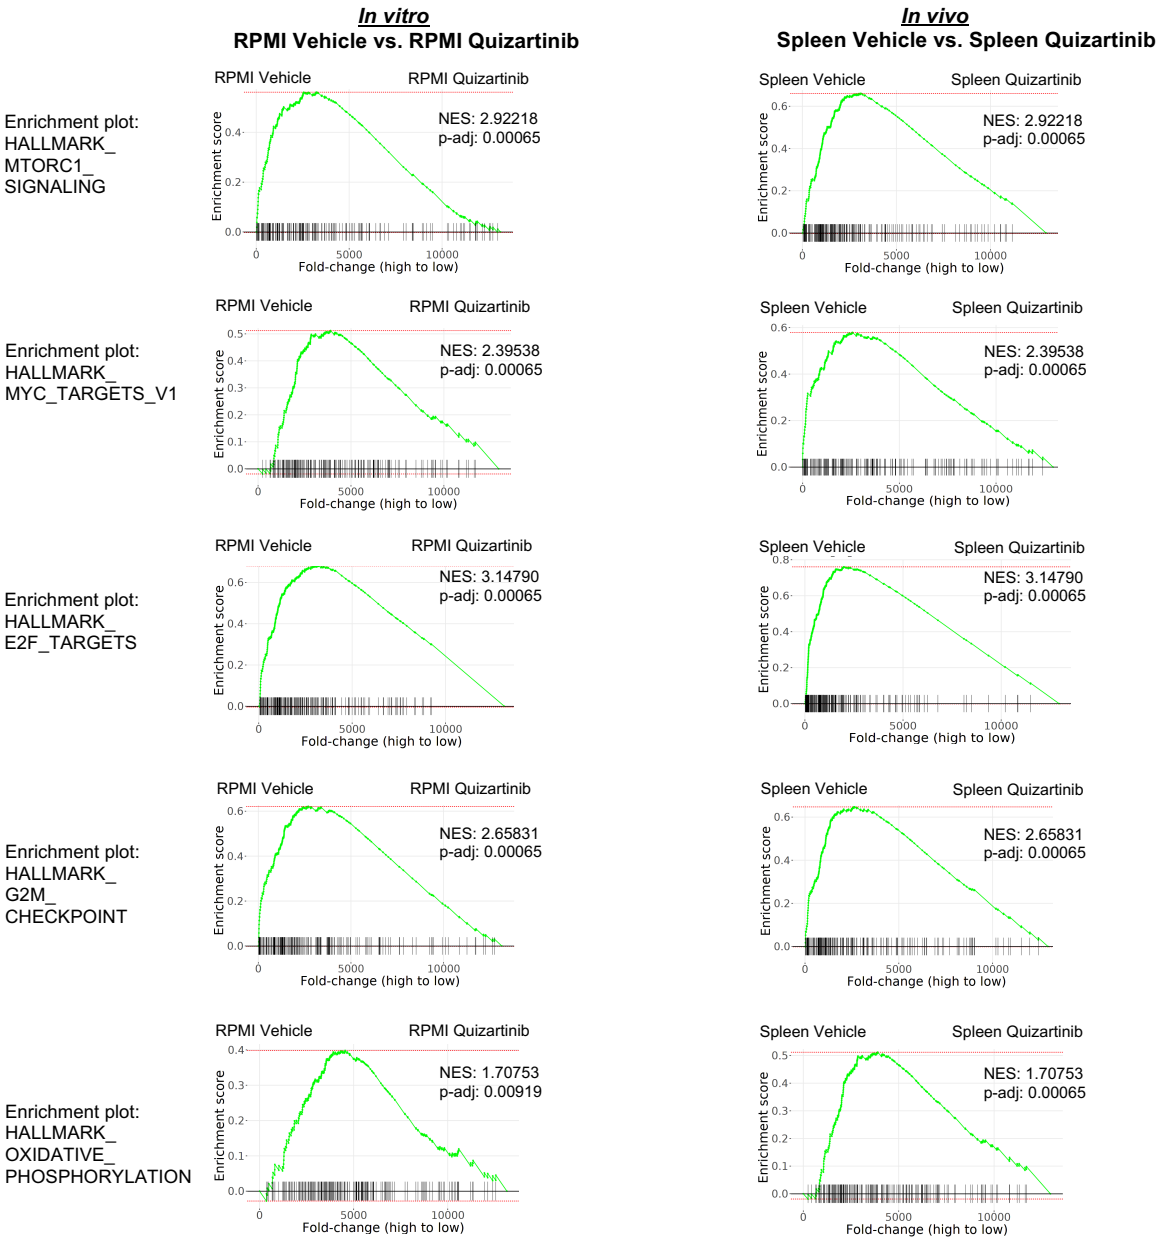 In vitro
RPMI Vehicle vs. RPMI Quizartinib
In vivo
Spleen Vehicle vs. Spleen Quizartinib
Enrichment plot:
HALLMARK_
MTORC1_
SIGNALING
RPMI Vehicle RPMI Quizartinib
NES: 2.92218
p-adj: 0.00065
Enrichment score
0.4
0.2
0.0
0 5000 10000
Fold-change (high to low)
Spleen Vehicle Spleen Quizartinib
NES: 2.92218
p-adj: 0.00065
Enrichment score
0.6
0.4
0.2
0.0
0 5000 10000
Fold-change (high to low)
Enrichment plot:
HALLMARK_
MYC_TARGETS_V1
RPMI Vehicle RPMI Quizartinib
NES: 2.39538
p-adj: 0.00065
Enrichment score
0.5
0.4
0.3
0.2
0.1
0.0
0 5000 10000
Fold-change (high to low)
Spleen Vehicle Spleen Quizartinib
NES: 2.39538
p-adj: 0.00065
Enrichment score
0.6
0.4
0.2
0.0
0 5000 10000
Fold-change (high to low)
Enrichment plot:
HALLMARK_
E2F_TARGETS
RPMI Vehicle RPMI Quizartinib
NES: 3.14790
p-adj: 0.00065
Enrichment score
0.6
0.4
0.2
0.0
0 5000 10000
Fold-change (high to low)
Spleen Vehicle Spleen Quizartinib
NES: 3.14790
p-adj: 0.00065
Enrichment score
0.8
0.6
0.4
0.2
0.0
0 5000 10000
Fold-change (high to low)
Enrichment plot:
HALLMARK_
G2M_
CHECKPOINT
RPMI Vehicle RPMI Quizartinib
NES: 2.65831
p-adj: 0.00065
Enrichment score
0.6
0.4
0.2
0.0
0 5000 10000
Fold-change (high to low)
Spleen Vehicle Spleen Quizartinib
NES: 2.65831
p-adj: 0.00065
Enrichment score
0.6
0.4
0.2
0.0
0 5000 10000
Fold-change (high to low)
Enrichment plot:
HALLMARK_
OXIDATIVE_
PHOSPHORYLATION
RPMI Vehicle RPMI Quizartinib
NES: 1.70753
p-adj: 0.00919
Enrichment score
0.4
0.3
0.2
0.1
0.0
0 5000 10000
Fold-change (high to low)
Spleen Vehicle Spleen Quizartinib
NES: 1.70753
p-adj: 0.00065
Enrichment score
0.5
0.4
0.3
0.2
0.1
0.0
0 5000 10000
Fold-change (high to low)